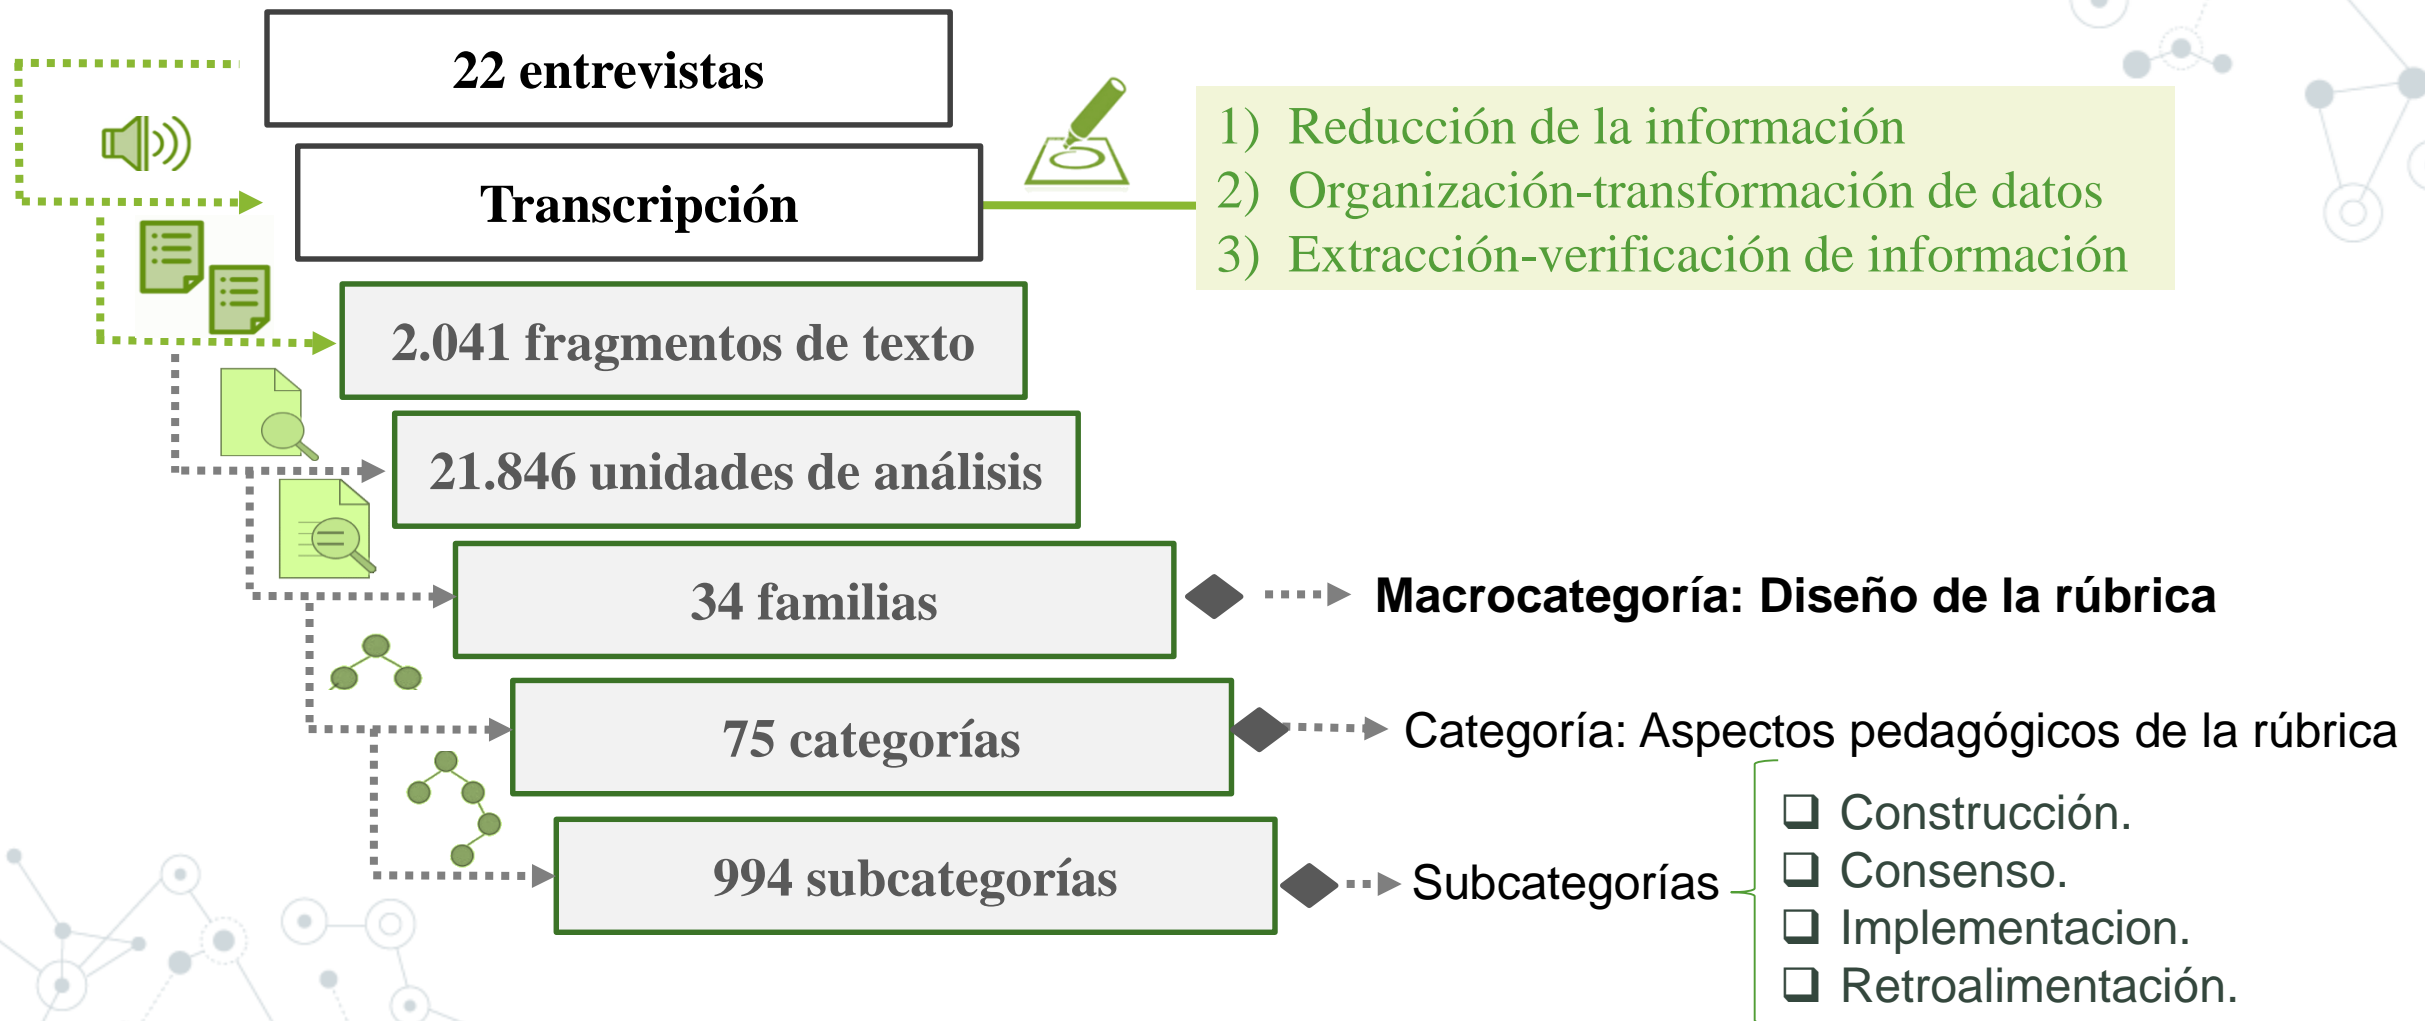 22 entrevistas
Transcripción
1) Reducción de la información
2) Organización-transformación de datos
3) Extracción-verificación de información
2.041 fragmentos de texto
21.846 unidades de análisis
34 familias
Macrocategoría: Diseño de la rúbrica
75 categorías
Categoría: Aspectos pedagógicos de la rúbrica
994 subcategorías
Subcategorías
Construcción.
Consenso.
Implementacion.
Retroalimentación.